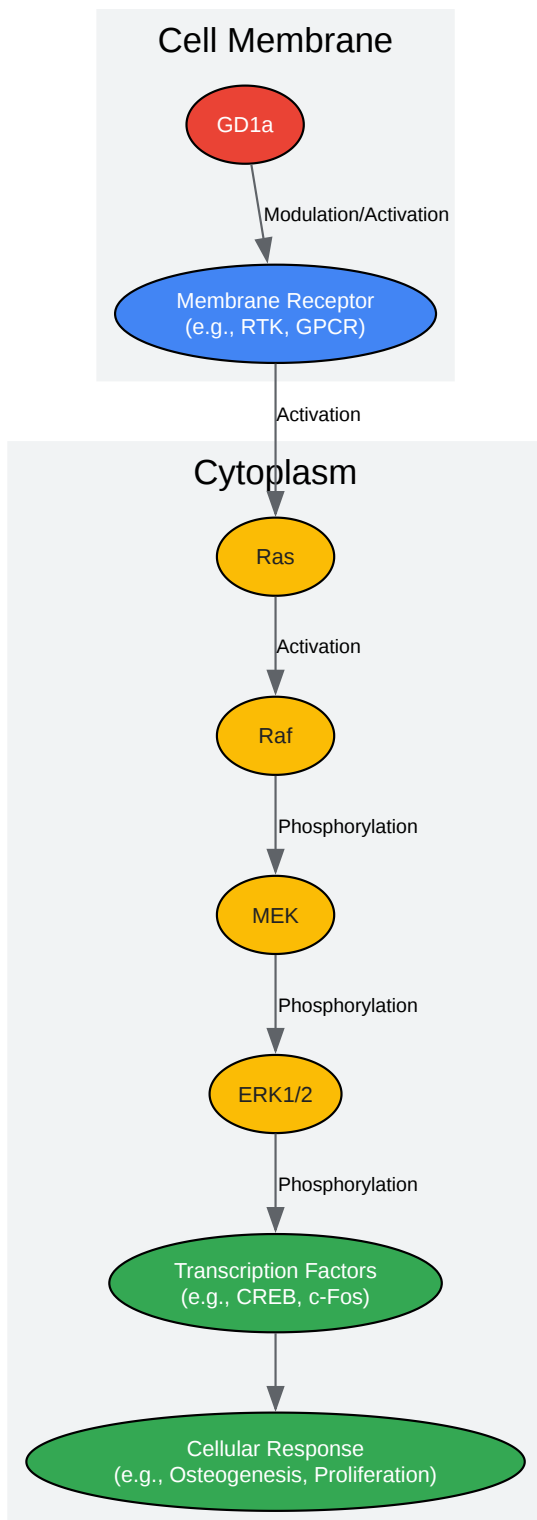 Cell Membrane
GD1a
Modulation/Activation
Membrane Receptor
(e.g., RTK, GPCR)
Activation
Cytoplasm
Ras
Activation
Raf
Phosphorylation
MEK
Phosphorylation
ERK1/2
Phosphorylation
Transcription Factors
(e.g., CREB, c-Fos)
Cellular Response
(e.g., Osteogenesis, Proliferation)